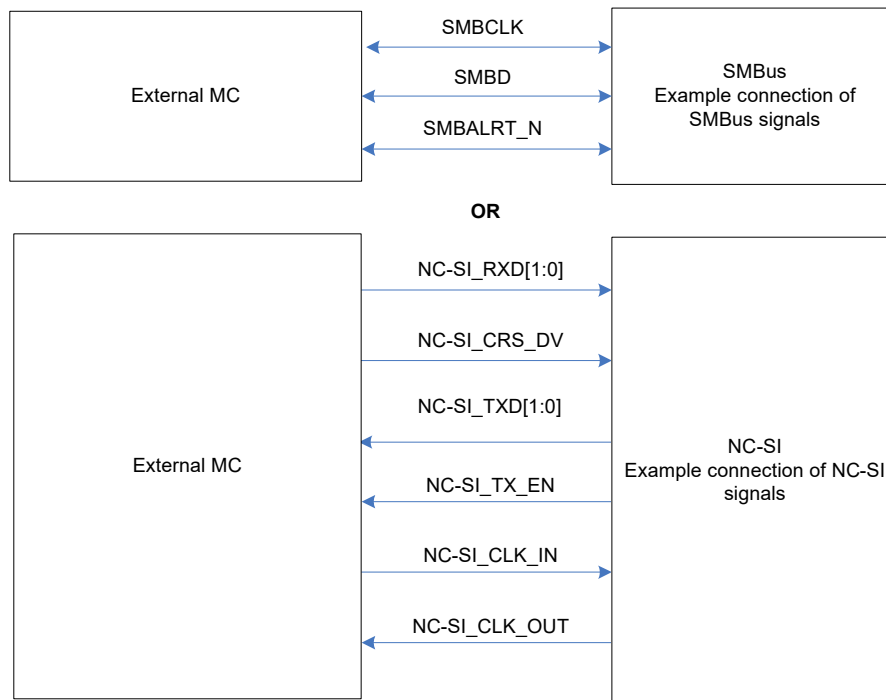 SMBCLK
External MC
SMBD
SMBus
Example connection of
SMBus signals
SMBALRT_N
OR
NC-SI_RXD[1:0]
NC-SI_CRS_DV
NC-SI_TXD[1:0]
External MC
NC-SI
Example connection of NC-SI
signals
NC-SI_TX_EN
NC-SI_CLK_IN
NC-SI_CLK_OUT